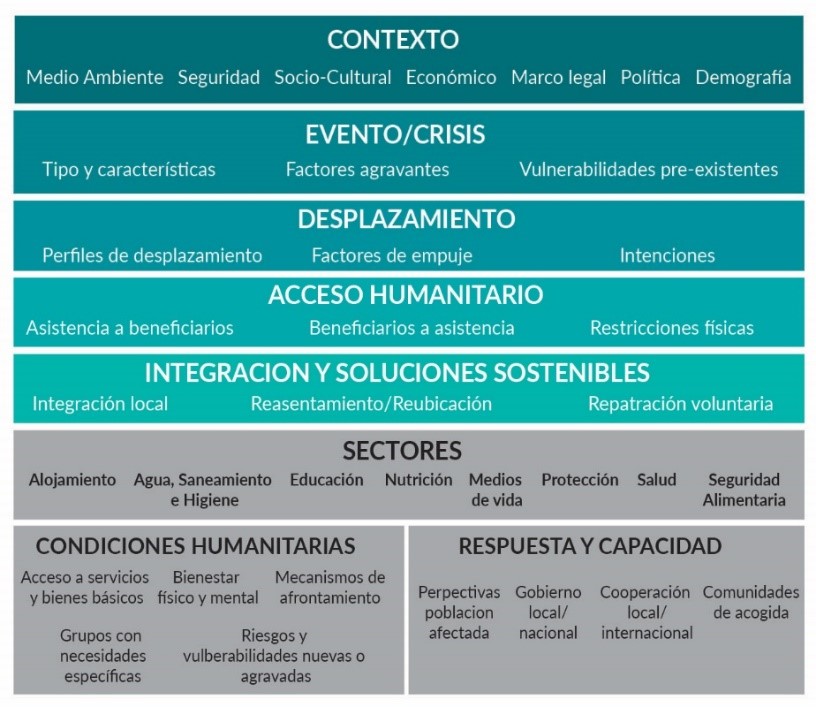 CONTEXTO
Medio Ambiente Seguridad Socio-Cultural Económico Marco legal Política Demografía
EVENTO/CRISIS
Tipo y características Factores agravantes Vulnerabilidades pre-existentes
DESPLAZAMIENTO
Perfiles de desplazamiento Factores de empuje Intenciones
ACCESO HUMANITARIO
Asistencia a beneficiarios Beneficiarios a asistencia Restricciones físicas
INTEGRACION Y SOLUCIONES SOSTENIBLES
Integración local Reasentamiento/Reubicación Repatración voluntaria
SECTORES
Alojamiento
Agua, Saneamiento
e Higiene
Educación
Nutrición
Medios
de vida
Protección
Salud
Seguridad
Alimentaria
CONDICIONES HUMANITARIAS
Acceso a servicios
y bienes básicos
Bienestar
físico y mental
Mecanismos de
afrontamiento
Grupos con
necesidades
específicas
Riesgos y
vulberabilidades nuevas o
agravadas
RESPUESTA Y CAPACIDAD
Perpectivas
poblacion
afectada
Gobierno
local/
nacional
Cooperación
local/
internacional
Comunidades
de acogida